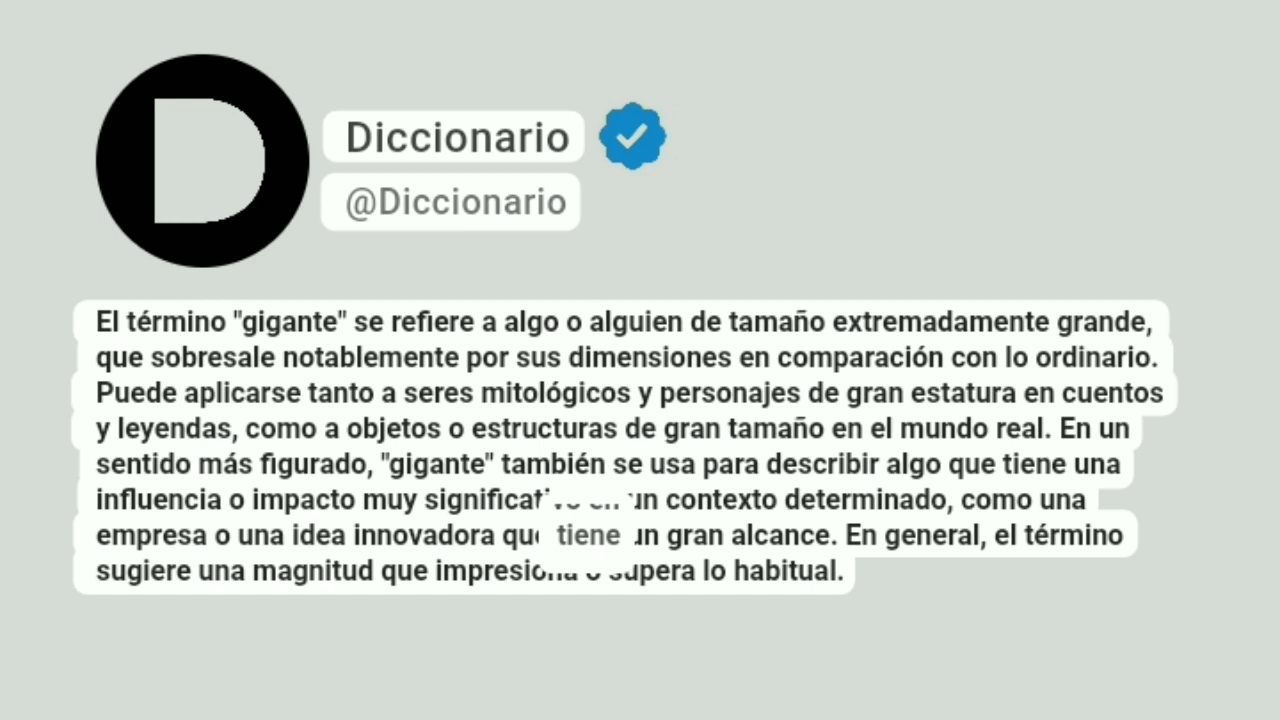 D
Diccionario
@Diccionario
El término "gigante" se refiere a algo o alguien de tamaño extremadamente grande,
que sobresale notablemente por sus dimensiones en comparación con lo ordinario.
Puede aplicarse tanto a seres mitológicos y personajes de gran estatura en cuentos
y leyendas, como a objetos o estructuras de gran tamaño en el mundo real. En un
sentido más figurado, "gigante" también se usa para describir algo que tiene una
influencia o impacto muy significativo en un contexto determinado, como una
empresa o una idea innovadora que tiene un gran alcance. En general, el término
sugiere una magnitud que impresiona o supera lo habitual.